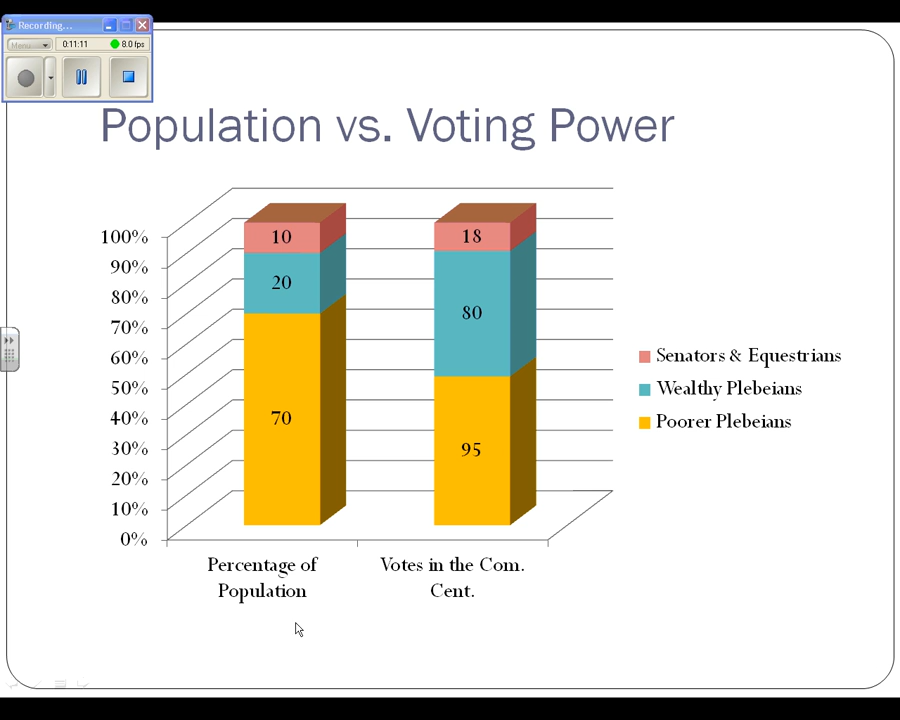 Recording...
Menu
0:11:11
8.0 fps
Population vs. Voting Power
100%
90%
80%
70%
60%
50%
40%
30%
20%
10%
0%
10
20
70
18
80
95
Senators & Equestrians
Wealthy Plebeians
Poorer Plebeians
Percentage of
Population
Votes in the Com.
Cent.